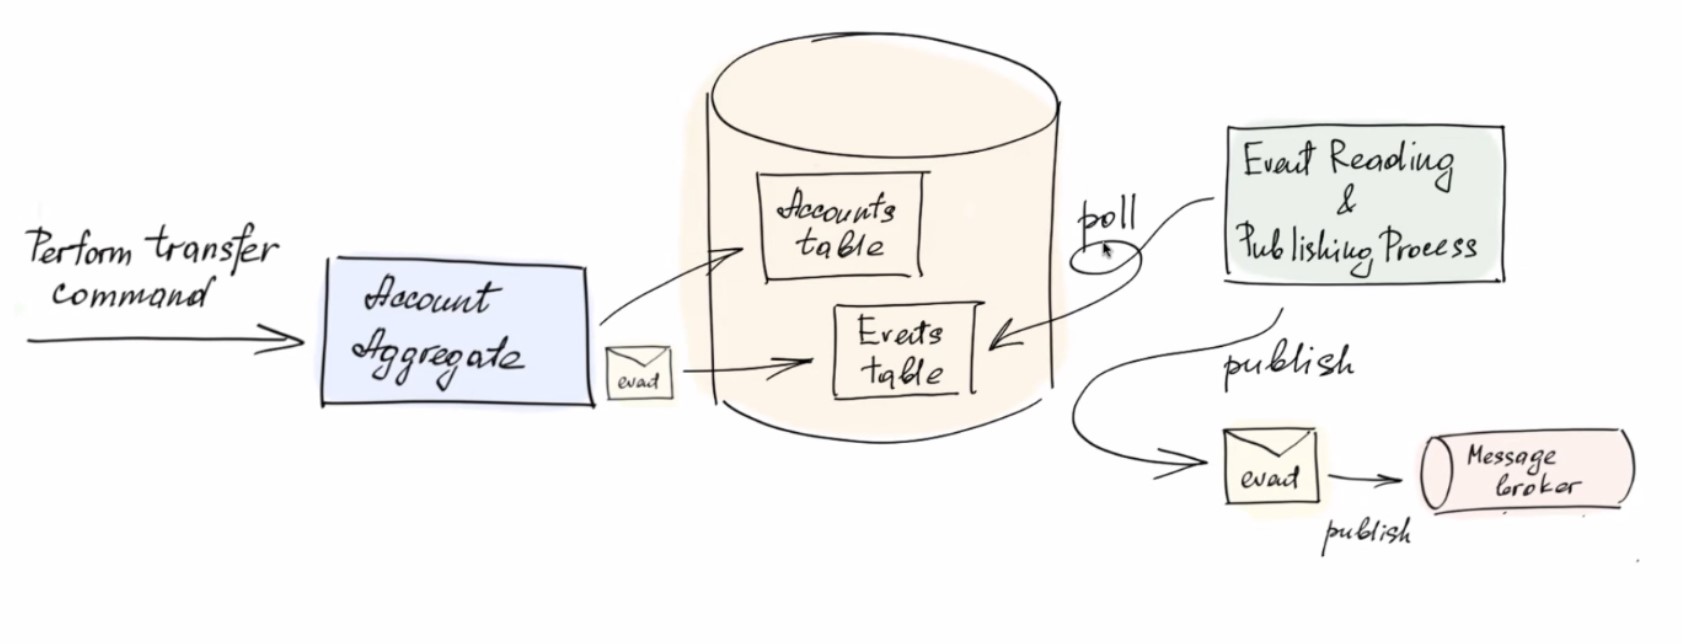 Perform transfer
command
Account
Aggregate
event
Accounts
table
Events
table
poll
Event Reading
&
Publishing Process
publish
event
publish
Message
broker